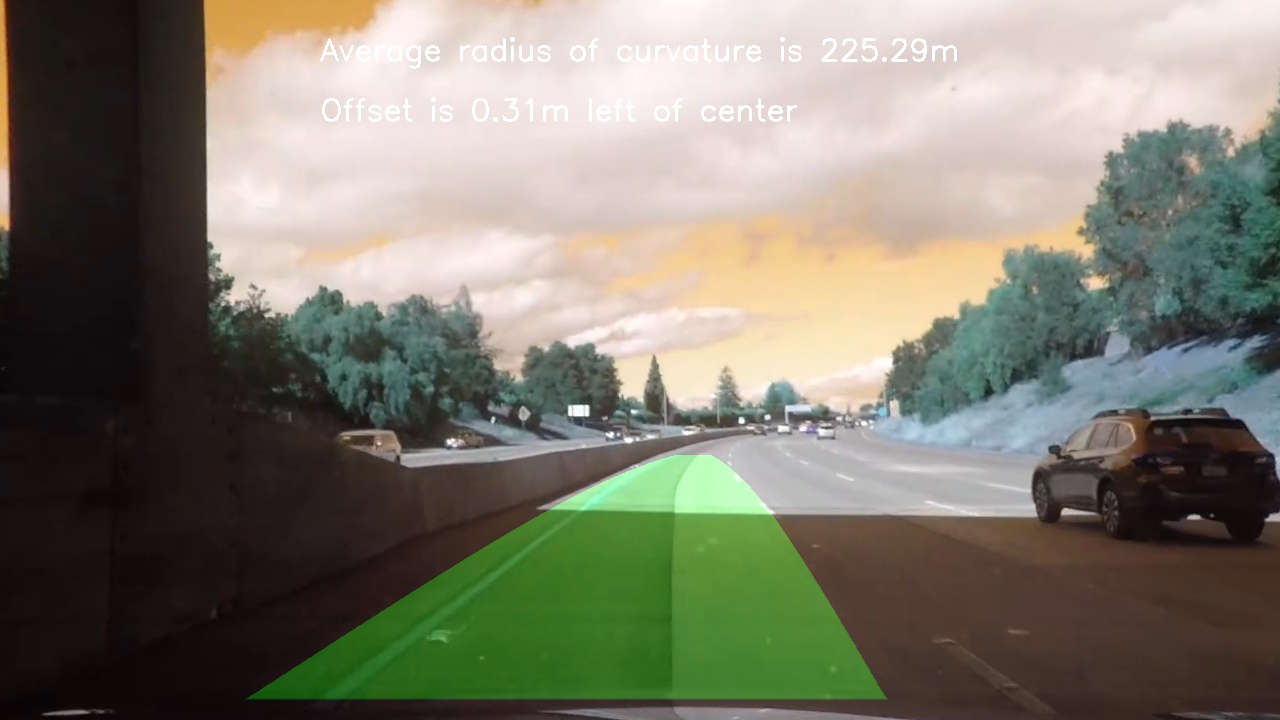 Average radius of curvature is 225.29m
Offset is 0.31m left of center